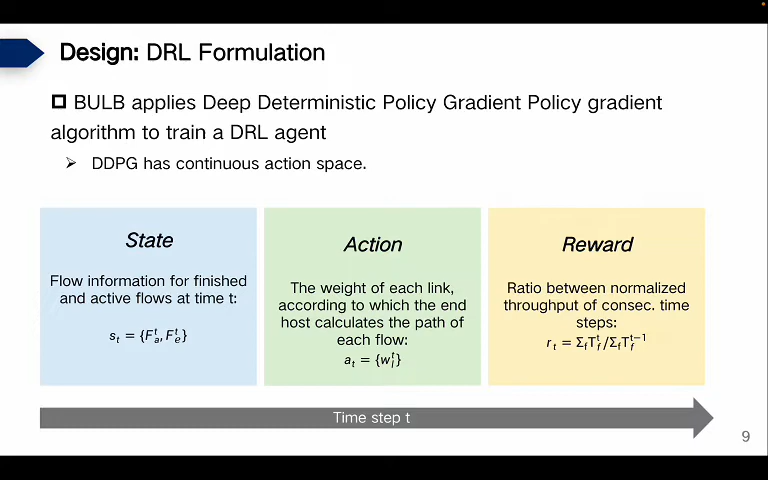 Design: DRL Formulation
BULB applies Deep Deterministic Policy Gradient Policy gradient
algorithm to train a DRL agent
DDPG has continuous action space.
State
Flow information for finished
and active flows at time t:
s_t = {F_a^t, F_e^t}
Action
The weight of each link,
according to which the end
host calculates the path of
each flow:
a_t = {w_l^t}
Reward
Ratio between normalized
throughput of consec. time
steps:
r_t = Σ_f T_f^t / Σ_f T_f^{t−1}
Time step t
9